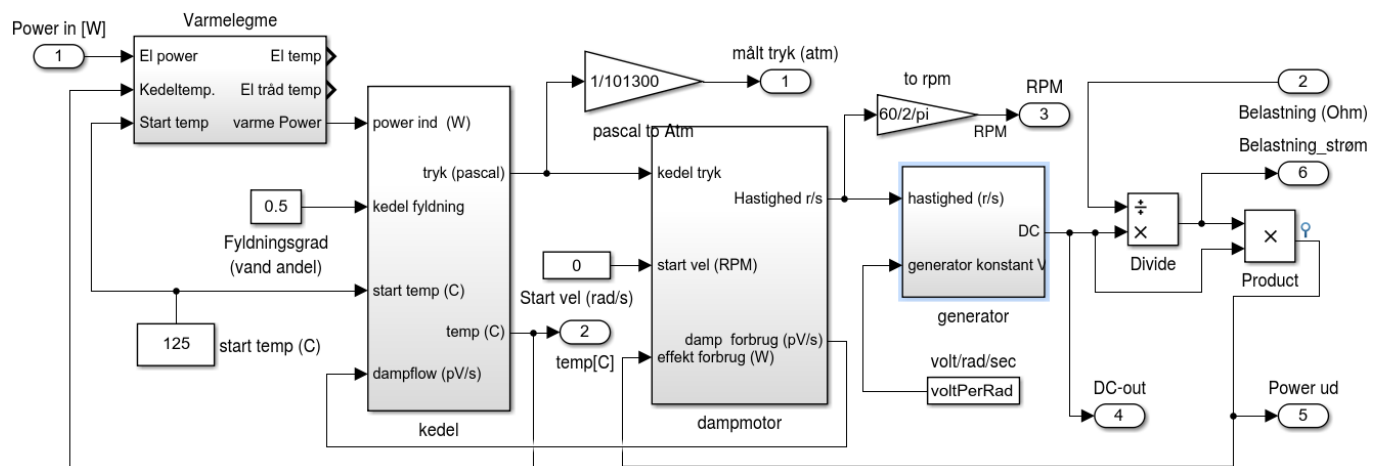 Power in [W]
1
Varmelegme
El power
El temp
Kedeltemp.
El tråd temp
Start temp
varme Power
power ind (W)
tryk (pascal)
kedel fyldning
start temp (C)
temp (C)
dampflow (pV/s)
kedel
0.5
Fyldningsgrad
(vand andel)
125
start temp (C)
1/101300
pascal to Atm
målt tryk (atm)
1
kedel tryk
Hastighed r/s
start vel (RPM)
damp forbrug (pV/s)
effekt forbrug (W)
dampmotor
0
Start vel (rad/s)
2
temp[C]
to rpm
60/2/pi
RPM
RPM
3
hastighed (r/s)
DC
generator konstant V
generator
volt/rad/sec
voltPerRad
DC-out
4
2
Belastning (Ohm)
Belastning_strøm
6
÷
×
Divide
×
Product
Power ud
5